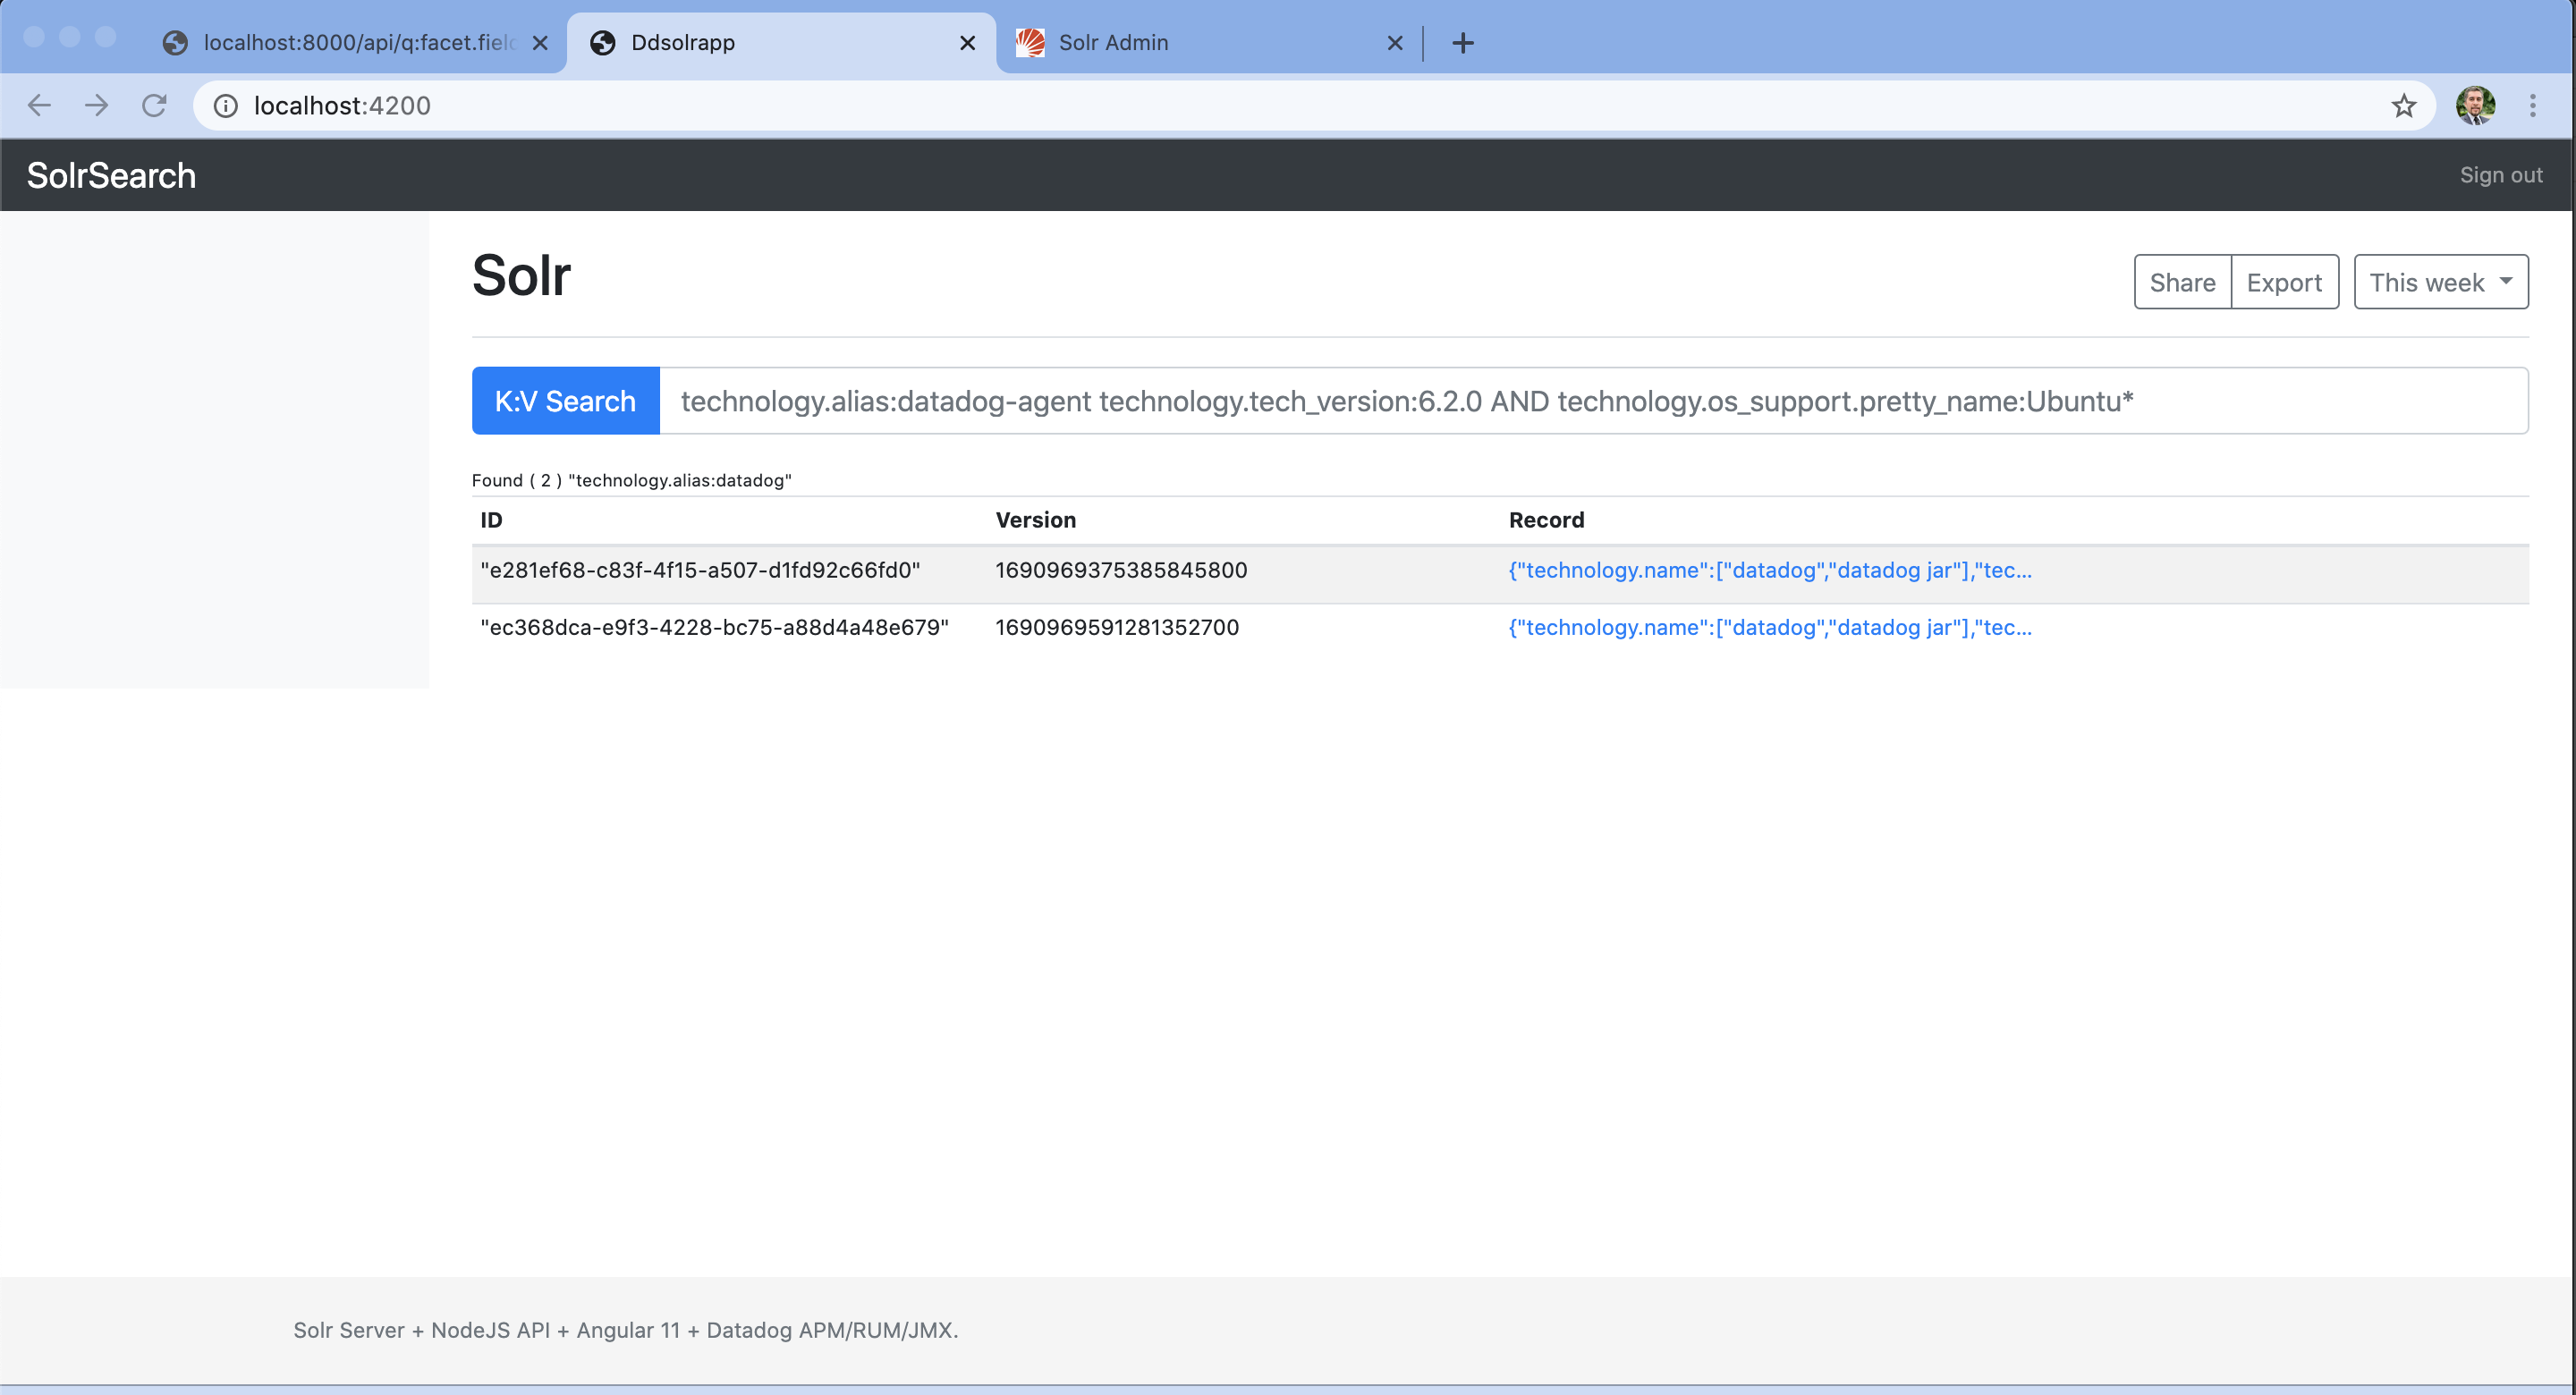 localhost:8000/api/q:facet.fielc Ddsolrapp Solr Admin
localhost:4200
SolrSearch Sign out
Solr Share Export This week
K:V Search technology.alias:datadog-agent technology.tech_version:6.2.0 AND technology.os_support.pretty_name:Ubuntu*
Found ( 2 ) "technology.alias:datadog"
ID Version Record
"e281ef68-c83f-4f15-a507-d1fd92c66fd0" 1690969375385845800 {"technology.name":["datadog","datadog jar"],"tec...
"ec368dca-e9f3-4228-bc75-a88d4a48e679" 1690969591281352700 {"technology.name":["datadog","datadog jar"],"tec...
Solr Server + NodeJS API + Angular 11 + Datadog APM/RUM/JMX.